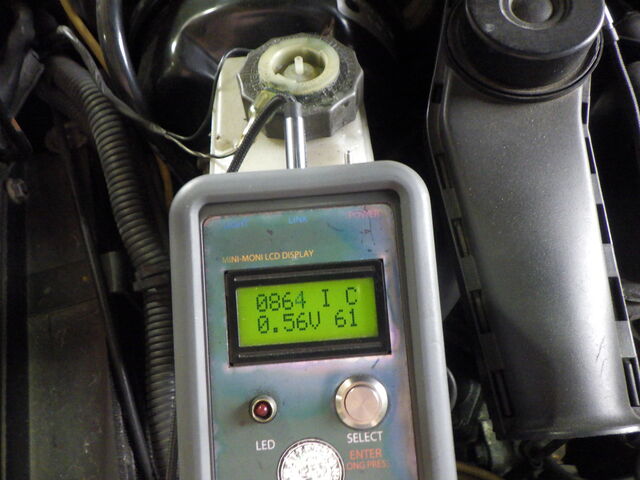 LINK
POWER
MINI-MONI LCD DISPLAY
0864 I C
0.56V 61
LED
SELECT
ENTER